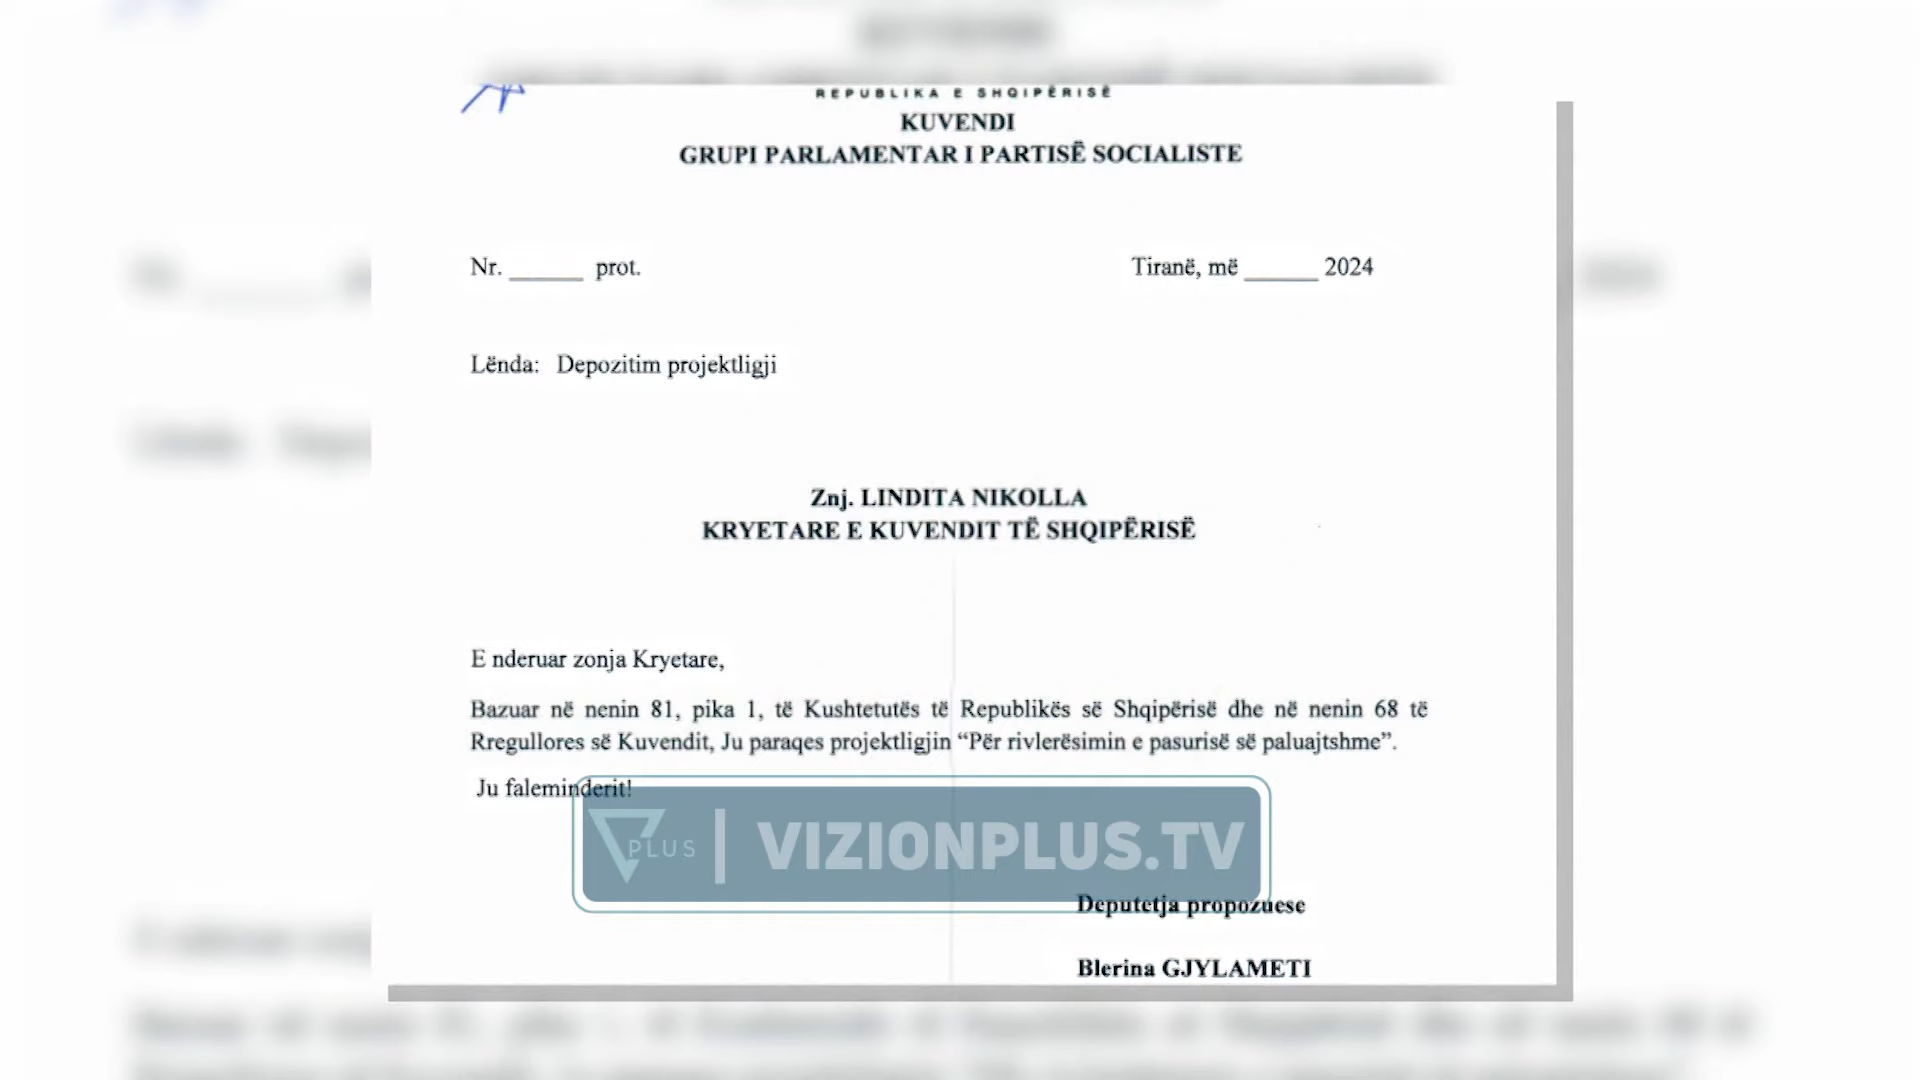 REPUBLIKA E SHQIPËRISË
KUVENDI
GRUPI PARLAMENTAR I PARTISË SOCIALISTE
Nr. ______ prot.
Tiranë, më ______ 2024
Lënda: Depozitim projektligji
Znj. LINDITA NIKOLLA
KRYETARE E KUVENDIT TË SHQIPËRISË
E nderuar zonja Kryetare,
Bazuar në nenin 81, pika 1, të Kushtetutës të Republikës së Shqipërisë dhe në nenin 68 të
Rregullores së Kuvendit, Ju paraqes projektligjin “Për rivlerësimin e pasurisë së paluajtshme”.
Ju faleminderit!
PLUS | VIZIONPLUS.TV
Deputetja propozuese
Blerina GJYLAMETI